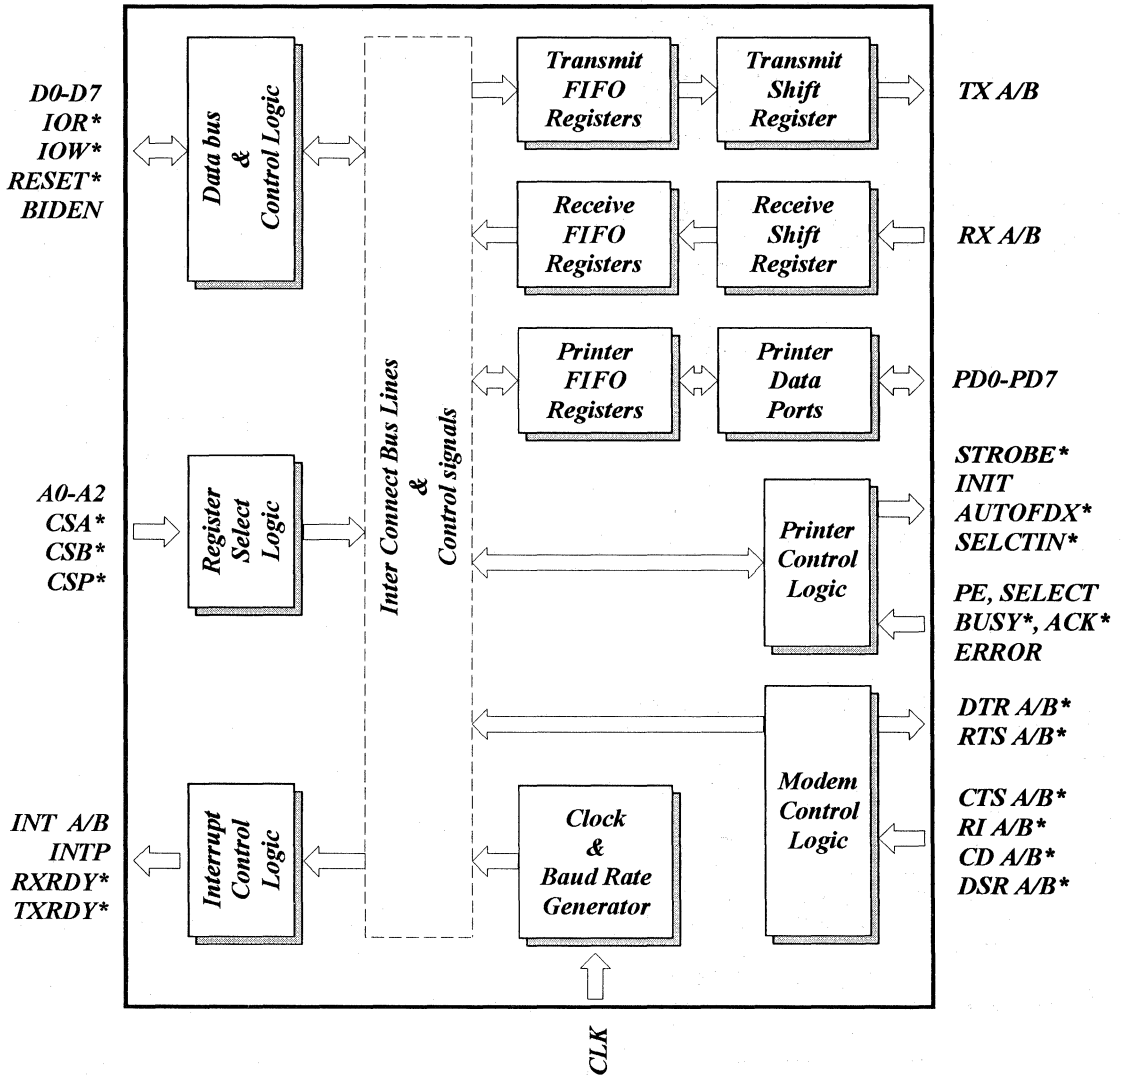 D0-D7
IOR*
IOW*
RESET*
BIDEN
Data bus
&
Control Logic
A0-A2
CSA*
CSB*
CSP*
Register
Select
Logic
INT A/B
INTP
RXRDY*
TXRDY*
Interrupt
Control
Logic
Inter Connect Bus Lines
&
Control signals
Transmit
FIFO
Registers
Transmit
Shift
Register
TX A/B
Receive
FIFO
Registers
Receive
Shift
Register
RX A/B
Printer
FIFO
Registers
Printer
Data
Ports
PD0-PD7
Printer
Control
Logic
STROBE*
INIT
AUTOFDX*
SELCTIN*
PE, SELECT
BUSY*, ACK*
ERROR
Modem
Control
Logic
DTR A/B*
RTS A/B*
CTS A/B*
RI A/B*
CD A/B*
DSR A/B*
Clock
&
Baud Rate
Generator
CLK